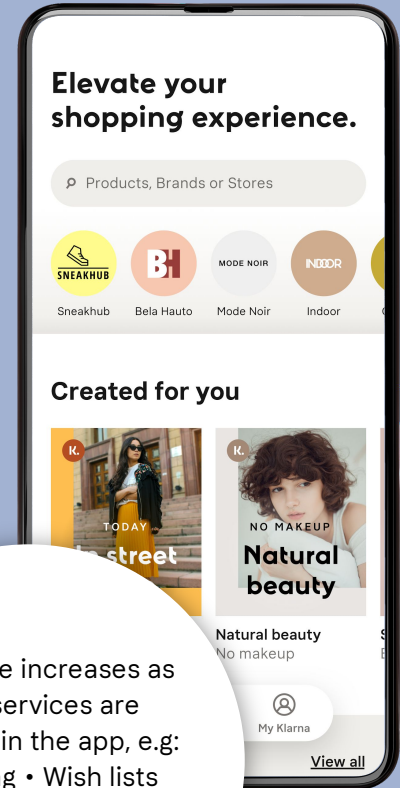 Elevate your
shopping experience.
Products, Brands or Stores
SNEAKHUB
BH
MODE NOIR
INDOOR
Sneakhub
Bela Hauto
Mode Noir
Indoor
Created for you
K.
K.
TODAY
street
NO MAKEUP
Natural
beauty
Natural beauty
No makeup
increases as
services are
in the app, e.g:
• Wish lists
My Klarna
View all